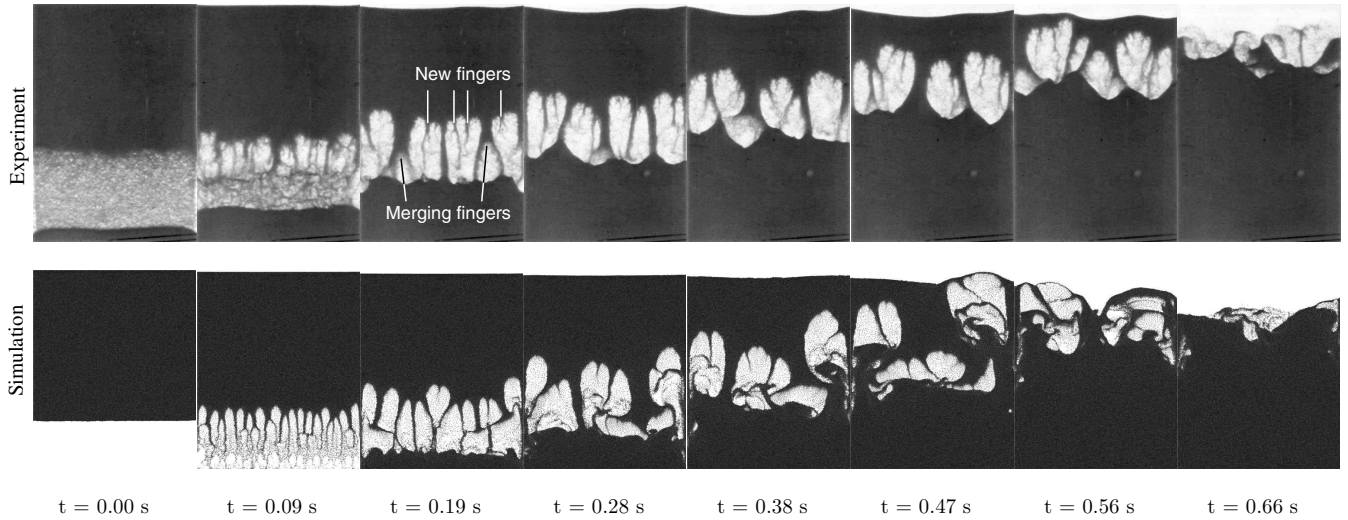 Experiment
New fingers
Merging fingers
Simulation
t = 0.00 s t = 0.09 s t = 0.19 s t = 0.28 s t = 0.38 s t = 0.47 s t = 0.56 s t = 0.66 s